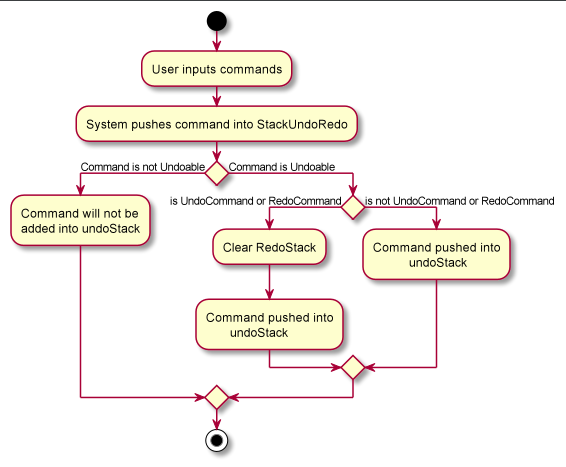 User inputs commands
System pushes command into StackUndoRedo
Command is not Undoable
Command is Undoable
is UndoCommand or RedoCommand
is not UndoCommand or RedoCommand
Command will not be
added into undoStack
Clear RedoStack
Command pushed into
undoStack
Command pushed into
undoStack